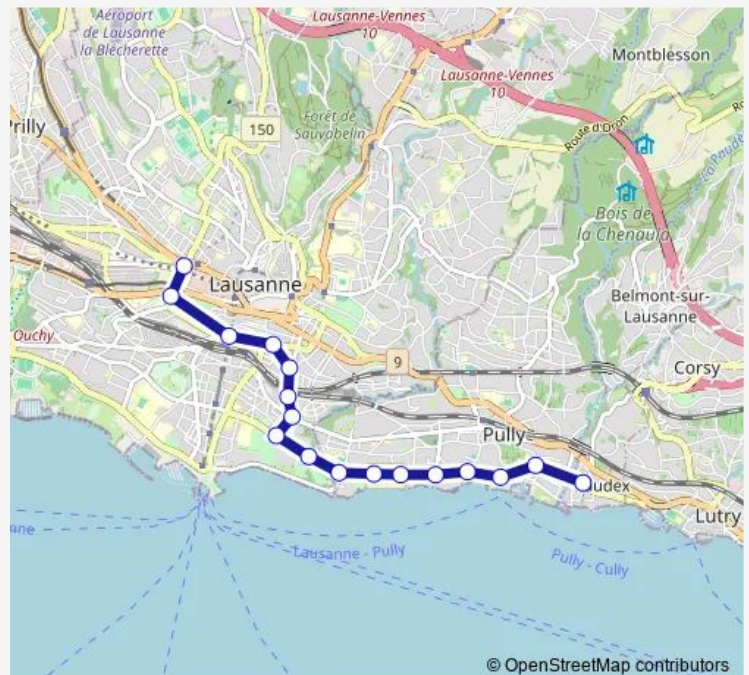 Aéroport
de Lausanne
la Blécherette
Lausanne-Vennes
10
Montblesson
Lausanne-Vennes
10
Prilly
150
Forêt de
Sauvabelin
Route d'Oron
La Paudè
Bois de
la Chenaula
Lausanne
Belmont-sur-
Lausanne
Ouchy
9
Corsy
Pully
udex
Lutry
Lausanne - Pully
Pully - Cully
© OpenStreetMap contributors